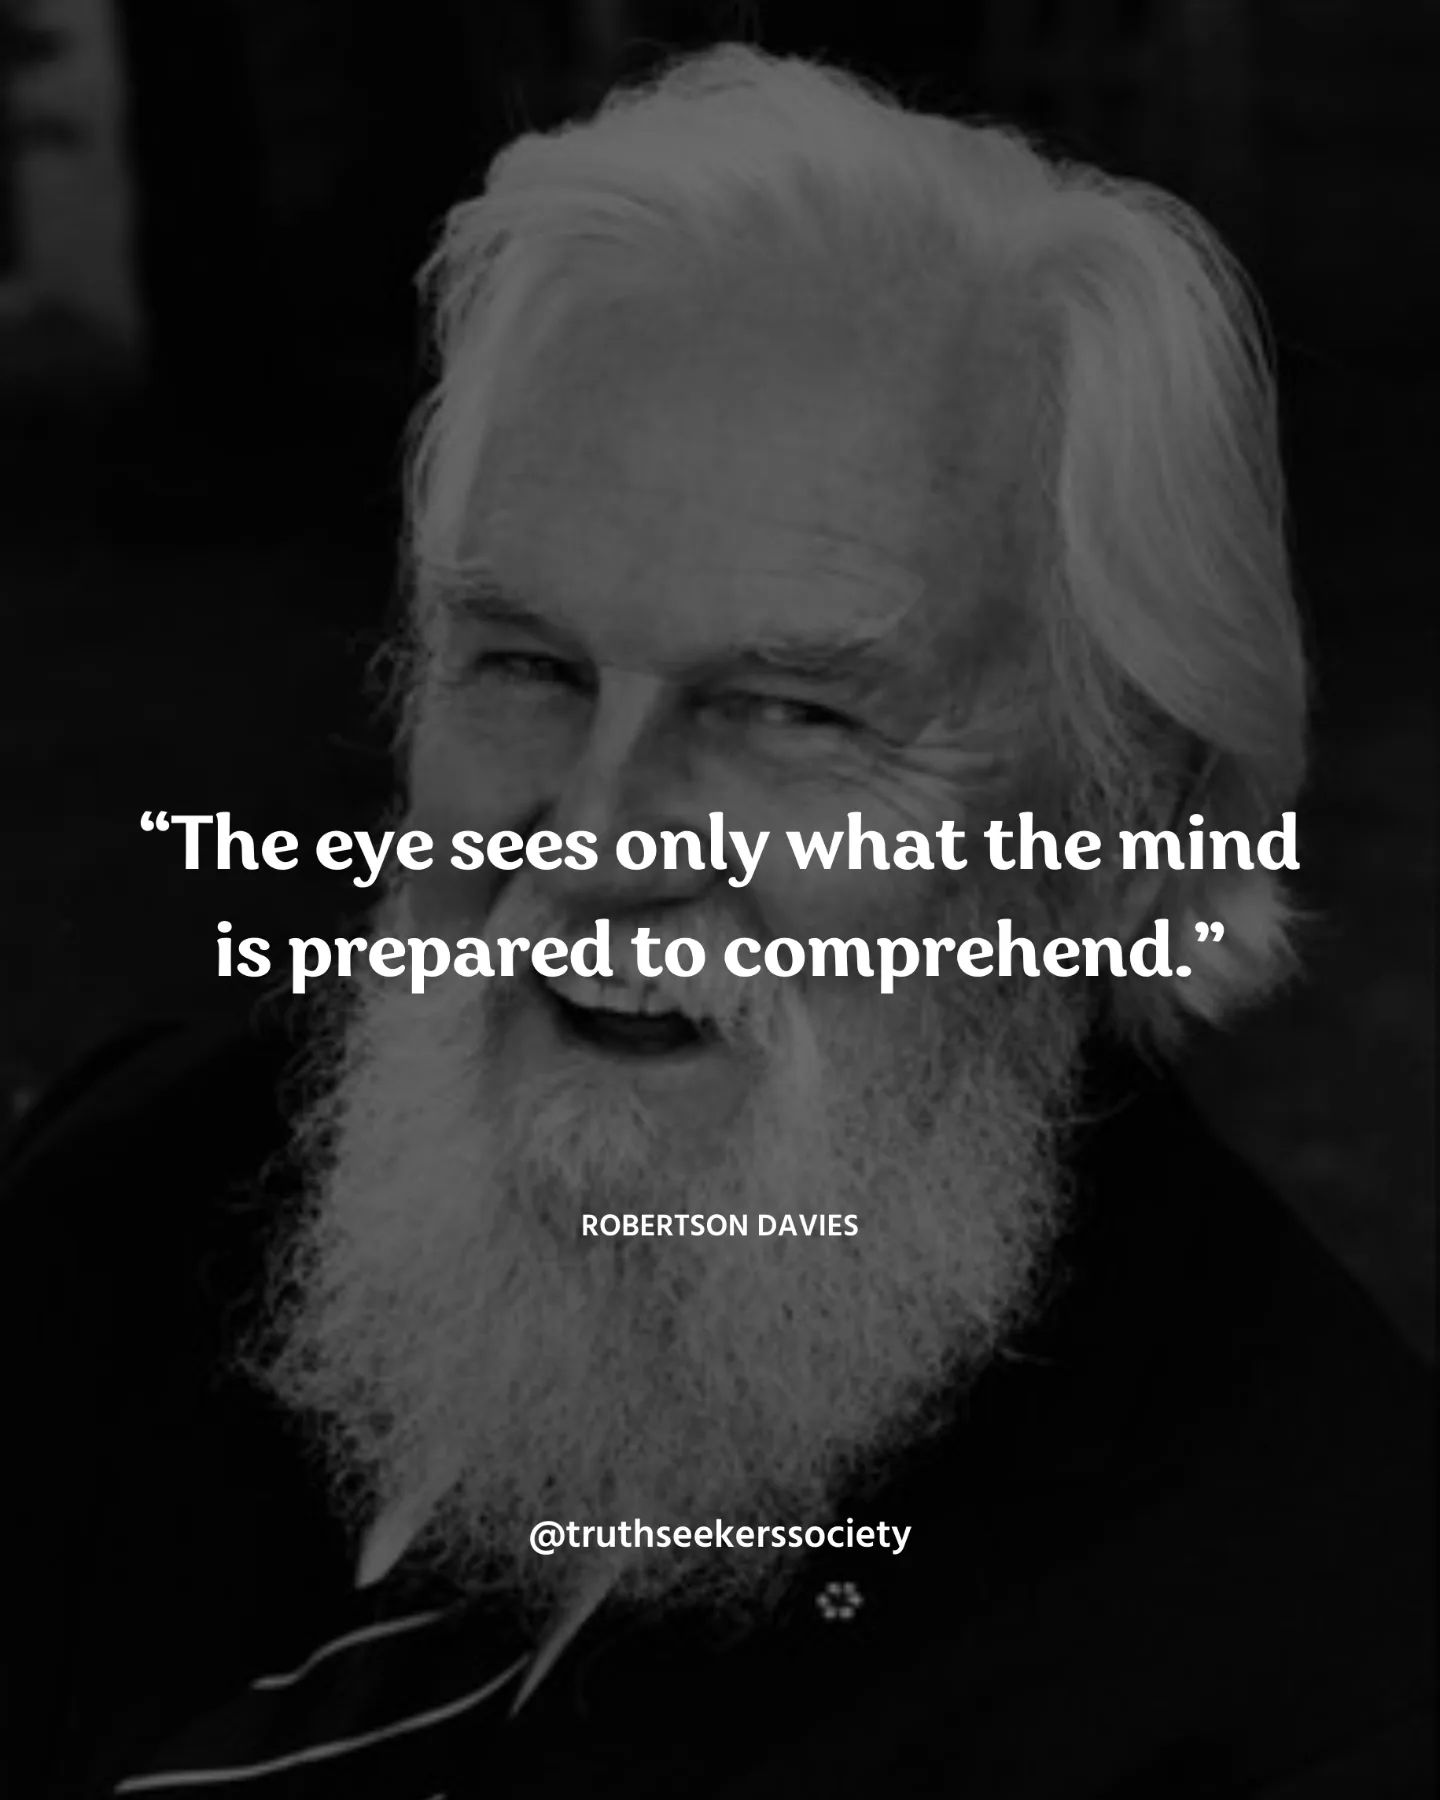 “The eye sees only what the mind
is prepared to comprehend.”
ROBERTSON DAVIES
@truthseekerssociety